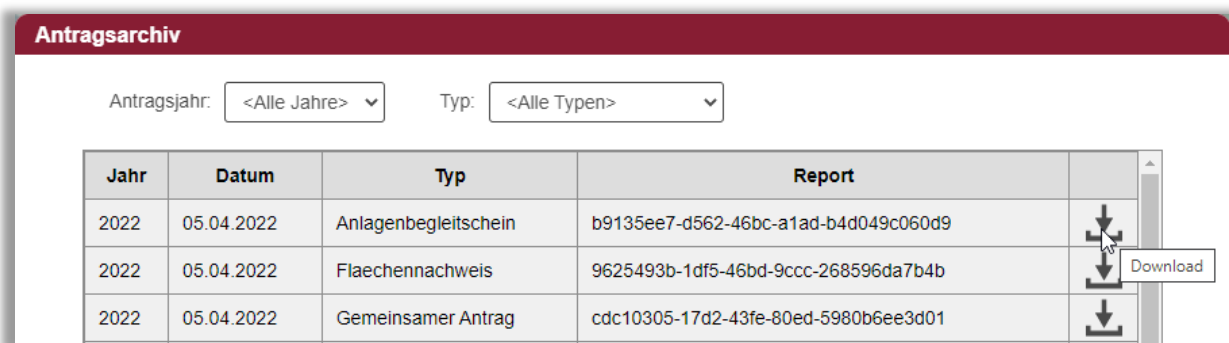 Antragsarchiv
Antragsjahr: <Alle Jahre> Typ: <Alle Typen>
Jahr Datum Typ Report
2022 05.04.2022 Anlagenbegleitschein b9135ee7-d562-46bc-a1ad-b4d049c060d9
2022 05.04.2022 Flaechennachweis 9625493b-1df5-46bd-9ccc-268596da7b4b
Download
2022 05.04.2022 Gemeinsamer Antrag cdc10305-17d2-43fe-80ed-5980b6ee3d01